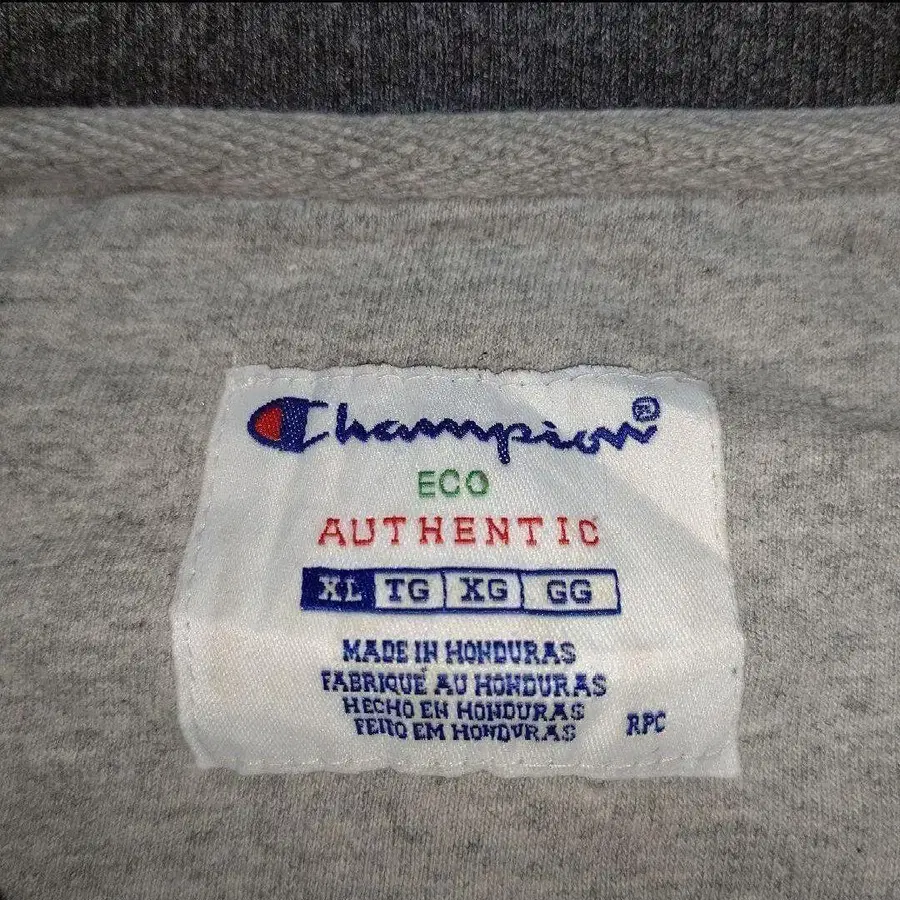 Champion®
ECO
AUTHENTIC
XL TG XG GG
MADE IN HONDURAS
FABRIQUÉ AU HONDURAS
HECHO EN HONDURAS
FEITO EM HONDURAS
RPC